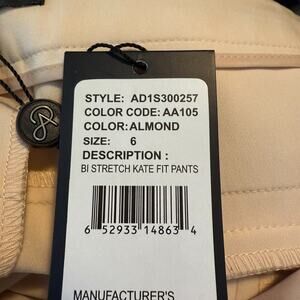 STYLE: AD1S300257
COLOR CODE: AA105
COLOR: ALMOND
SIZE: 6
DESCRIPTION :
BI STRETCH KATE FIT PANTS
6 52933 14863 4
MANUFACTURER'S